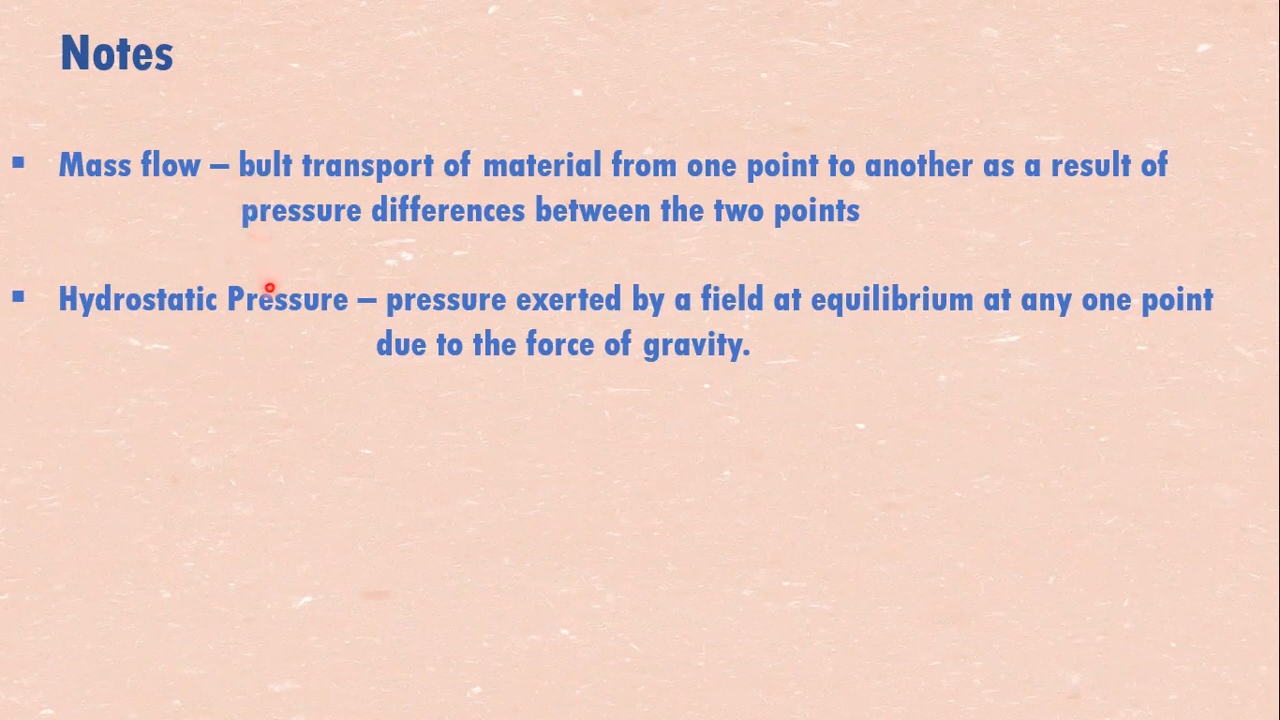 Notes
▪ Mass flow – bult transport of material from one point to another as a result of
pressure differences between the two points
▪ Hydrostatic Pressure – pressure exerted by a field at equilibrium at any one point
due to the force of gravity.